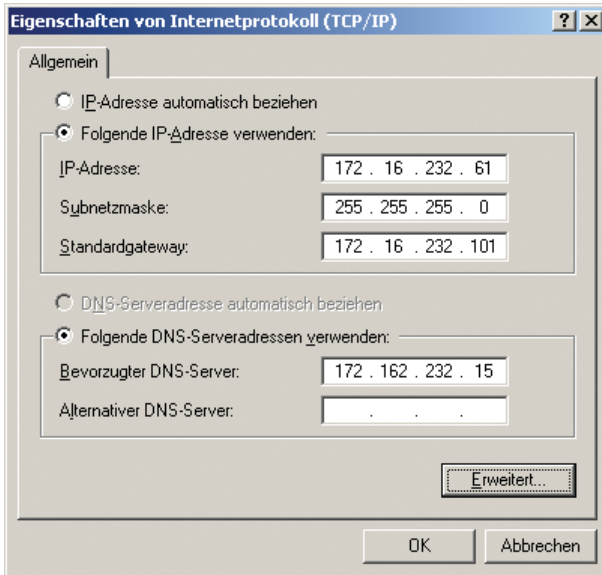 Eigenschaften von Internetprotokoll (TCP/IP)
Allgemein
IP-Adresse automatisch beziehen
Folgende IP-Adresse verwenden:
IP-Adresse: 172 . 16 . 232 . 61
Subnetzmaske: 255 . 255 . 255 . 0
Standardgateway: 172 . 16 . 232 . 101
DNS-Serveradresse automatisch beziehen
Folgende DNS-Serveradressen verwenden:
Bevorzugter DNS-Server: 172 . 162 . 232 . 15
Alternativer DNS-Server: . . .
Erweitert...
OK Abbrechen